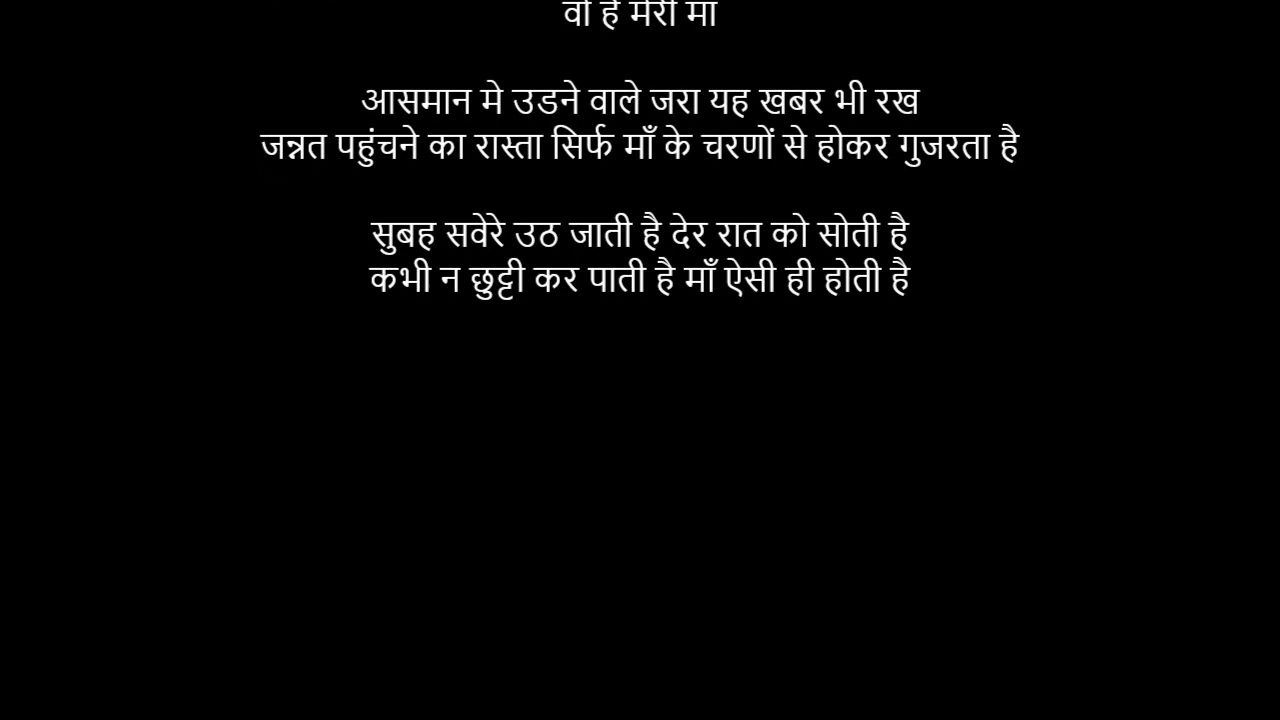 वो है मेरी माँ
आसमान मे उडने वाले जरा यह खबर भी रख
जन्नत पहुंचने का रास्ता सिर्फ माँ के चरणों से होकर गुजरता है
सुबह सवेरे उठ जाती है देर रात को सोती है
कभी न छुट्टी कर पाती है माँ ऐसी ही होती है